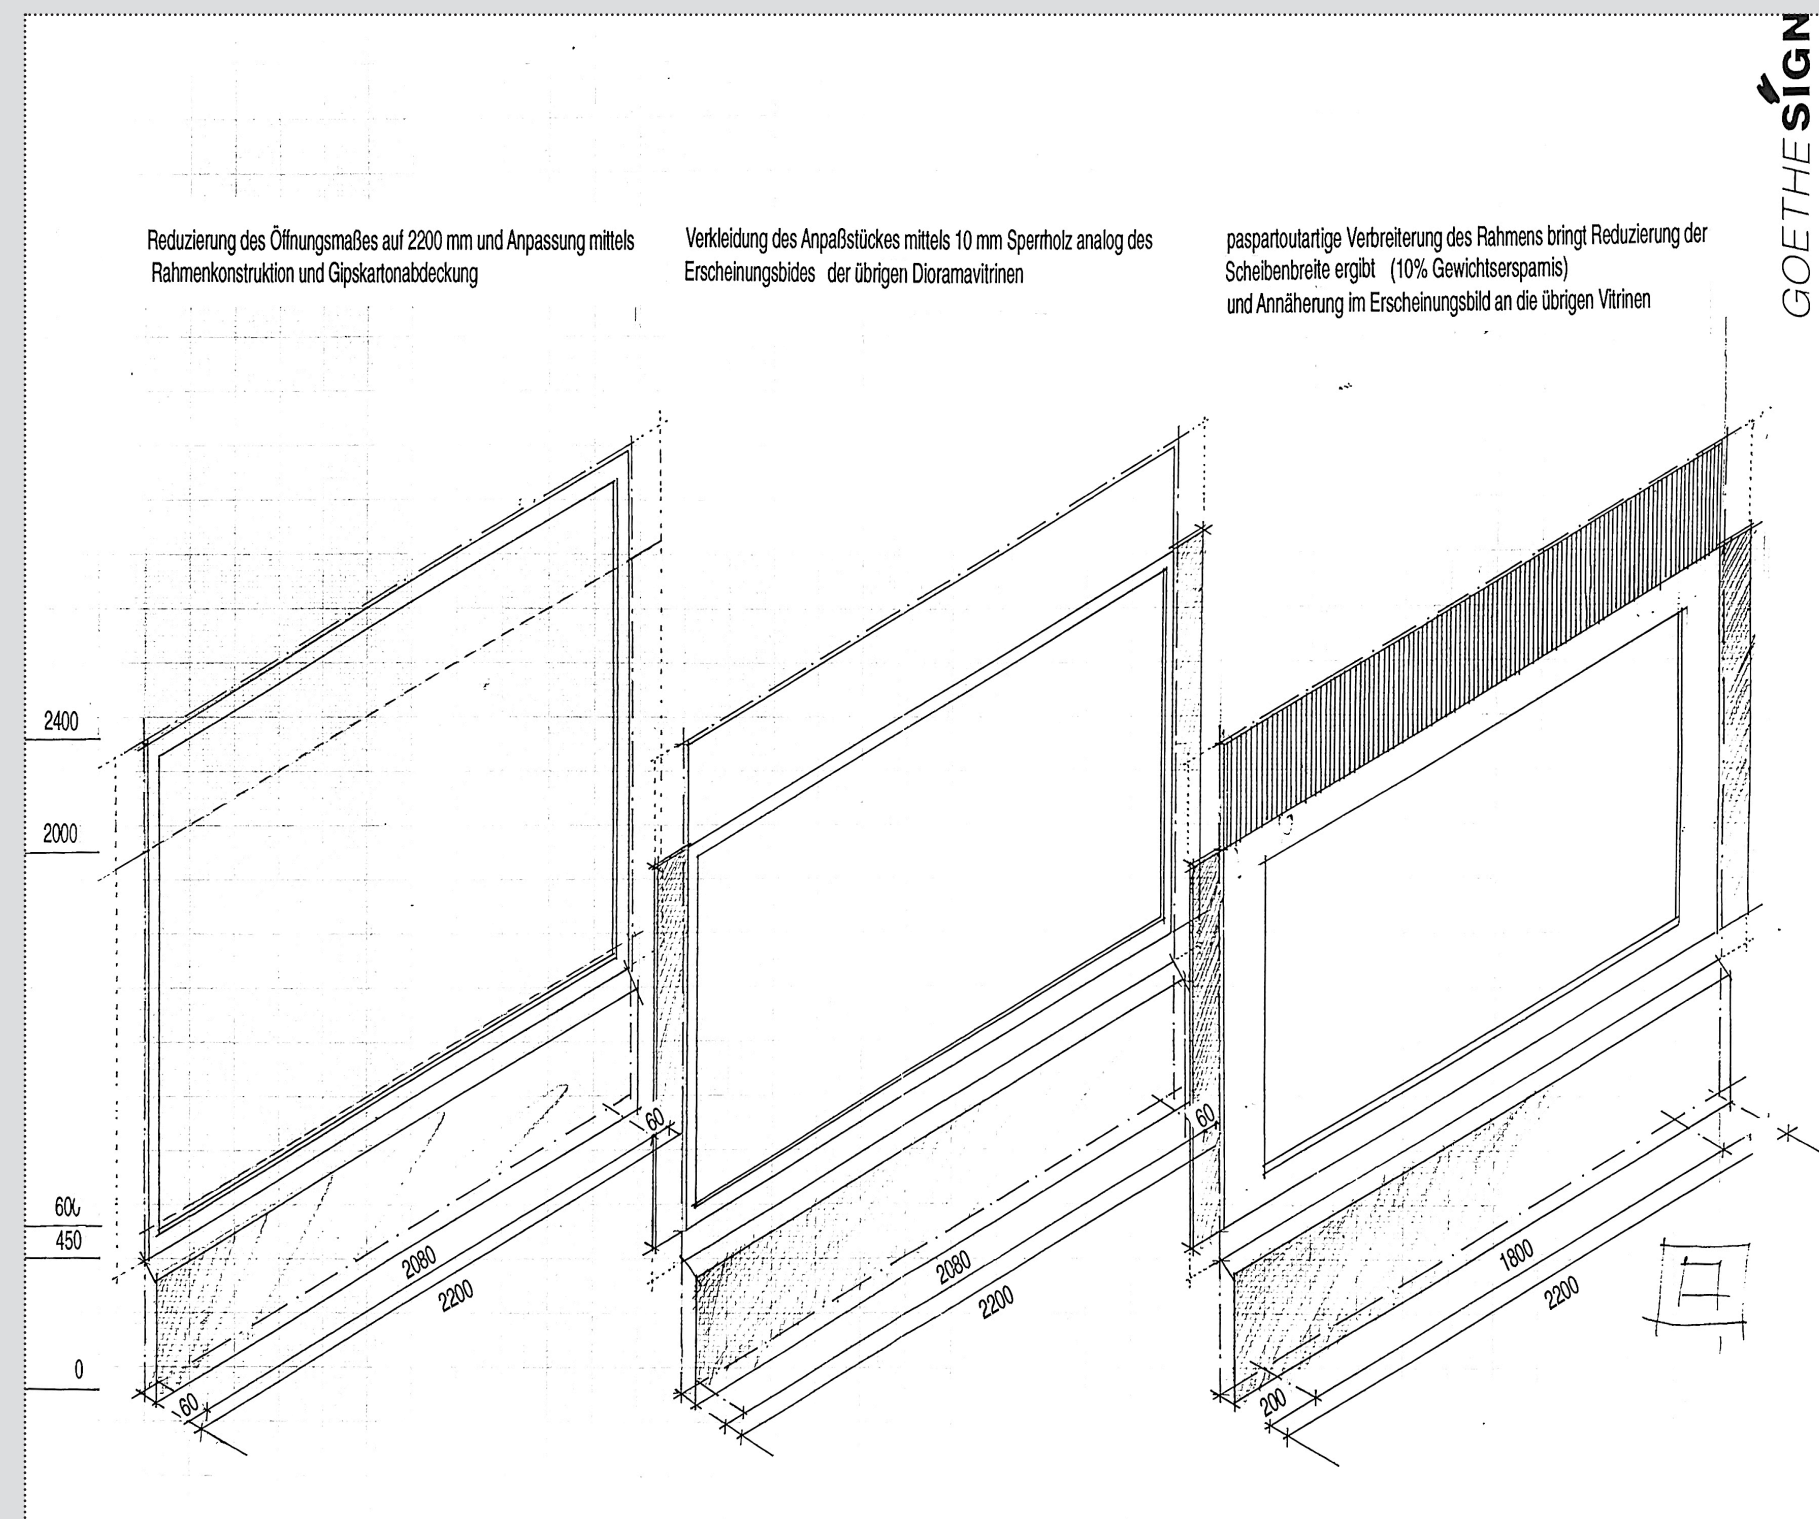 GOETHESIGN
Reduzierung des Öffnungsmaßes auf 2200 mm und Anpassung mittels
Rahmenkonstruktion und Gipskartonabdeckung
Verkleidung des Anpaßstückes mittels 10 mm Sperrholz analog des
Erscheinungsbides der übrigen Dioramavitrinen
paspartoutartige Verbreiterung des Rahmens bringt Reduzierung der
Scheibenbreite ergibt (10% Gewichtsersparnis)
und Annäherung im Erscheinungsbild an die übrigen Vitrinen
2400
2000
600
450
0
60
2080
2200
60
2080
2200
60
1800
2200
200